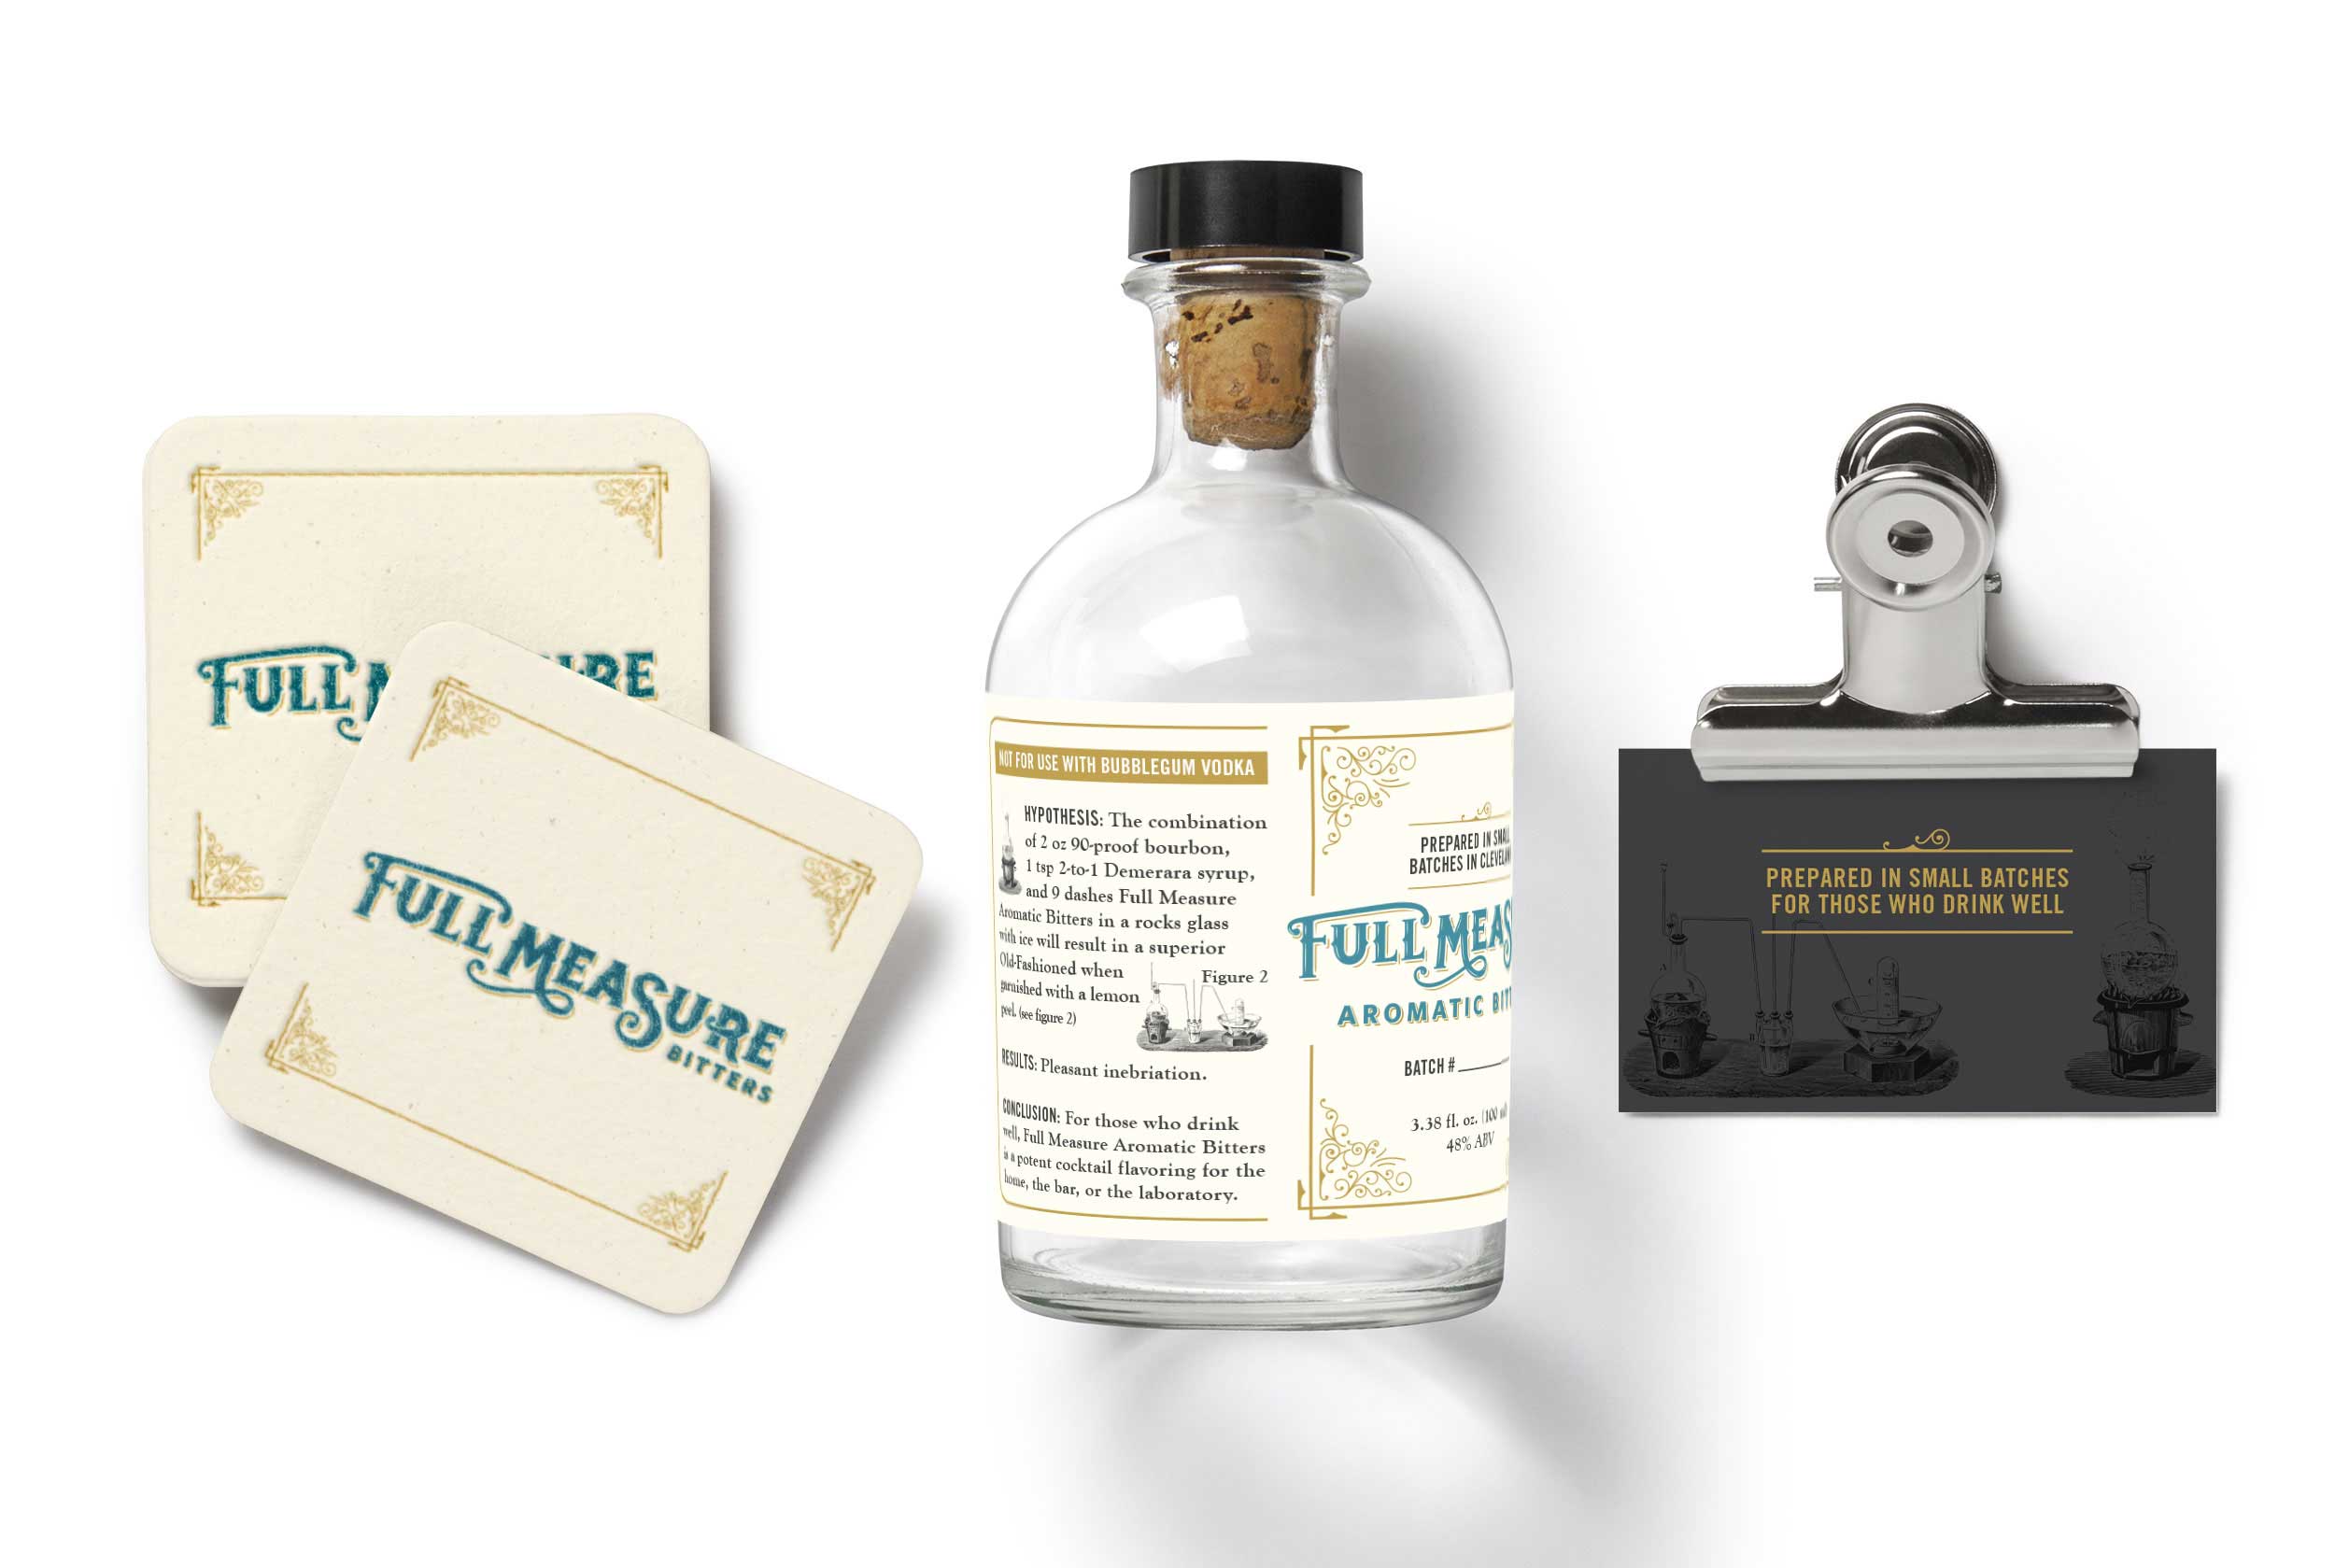 FULL
URE
FULL MEASURE
BITTERS
NOT FOR USE WITH BUBBLEGUM VODKA
HYPOTHESIS: The combination
of 2 oz 90-proof bourbon,
1 tsp 2-to-1 Demerara syrup,
and 9 dashes Full Measure
Aromatic Bitters in a rocks glass
with ice will result in a superior
Old-Fashioned when
garnished with a lemon
peel. (see figure 2)
Figure 2
RESULTS: Pleasant inebriation.
CONCLUSION: For those who drink
well, Full Measure Aromatic Bitters
is a potent cocktail flavoring for the
home, the bar, or the laboratory.
PREPARED IN SMALL
BATCHES IN CLEVELAN
FULL MEAS
AROMATIC BIT
BATCH #
3.38 fl. oz. (100 ml
48% ABV
PREPARED IN SMALL BATCHES
FOR THOSE WHO DRINK WELL